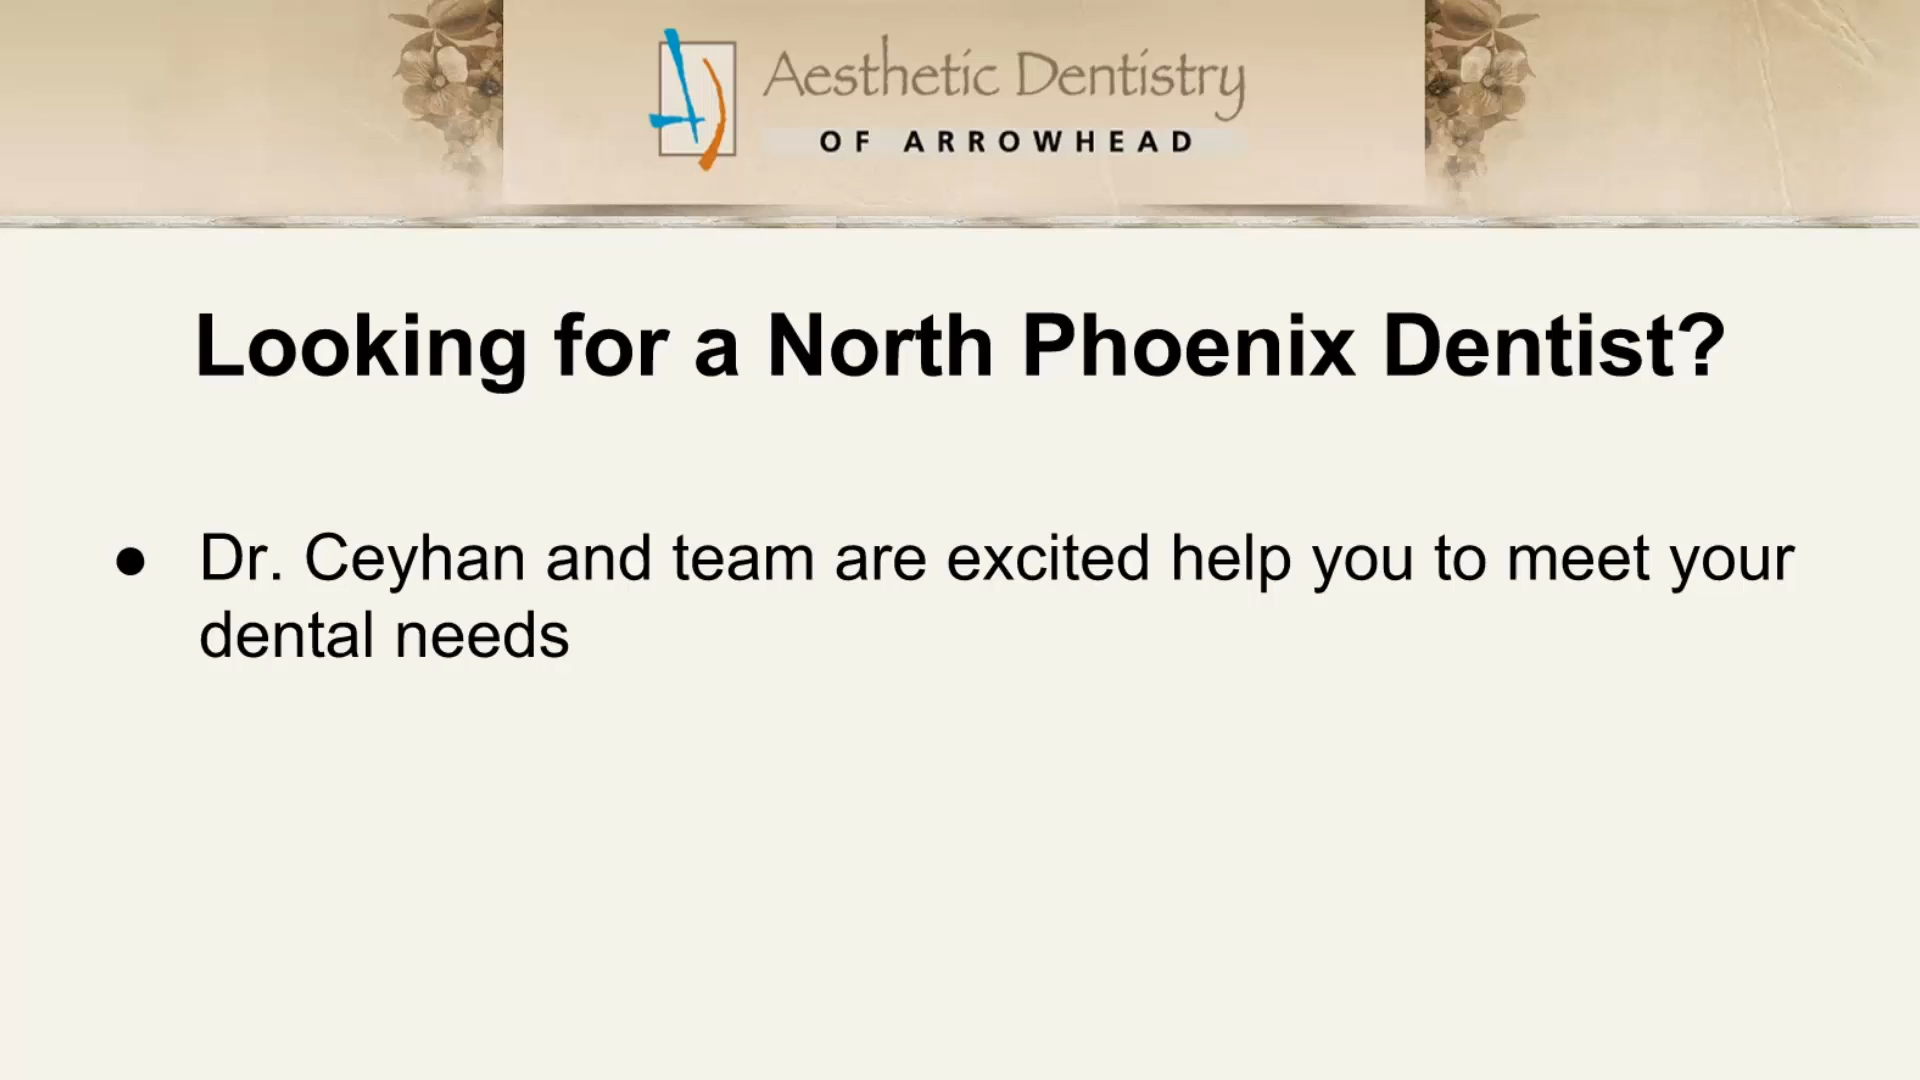 Aesthetic Dentistry
OF ARROWHEAD
Looking for a North Phoenix Dentist?
● Dr. Ceyhan and team are excited help you to meet your
dental needs